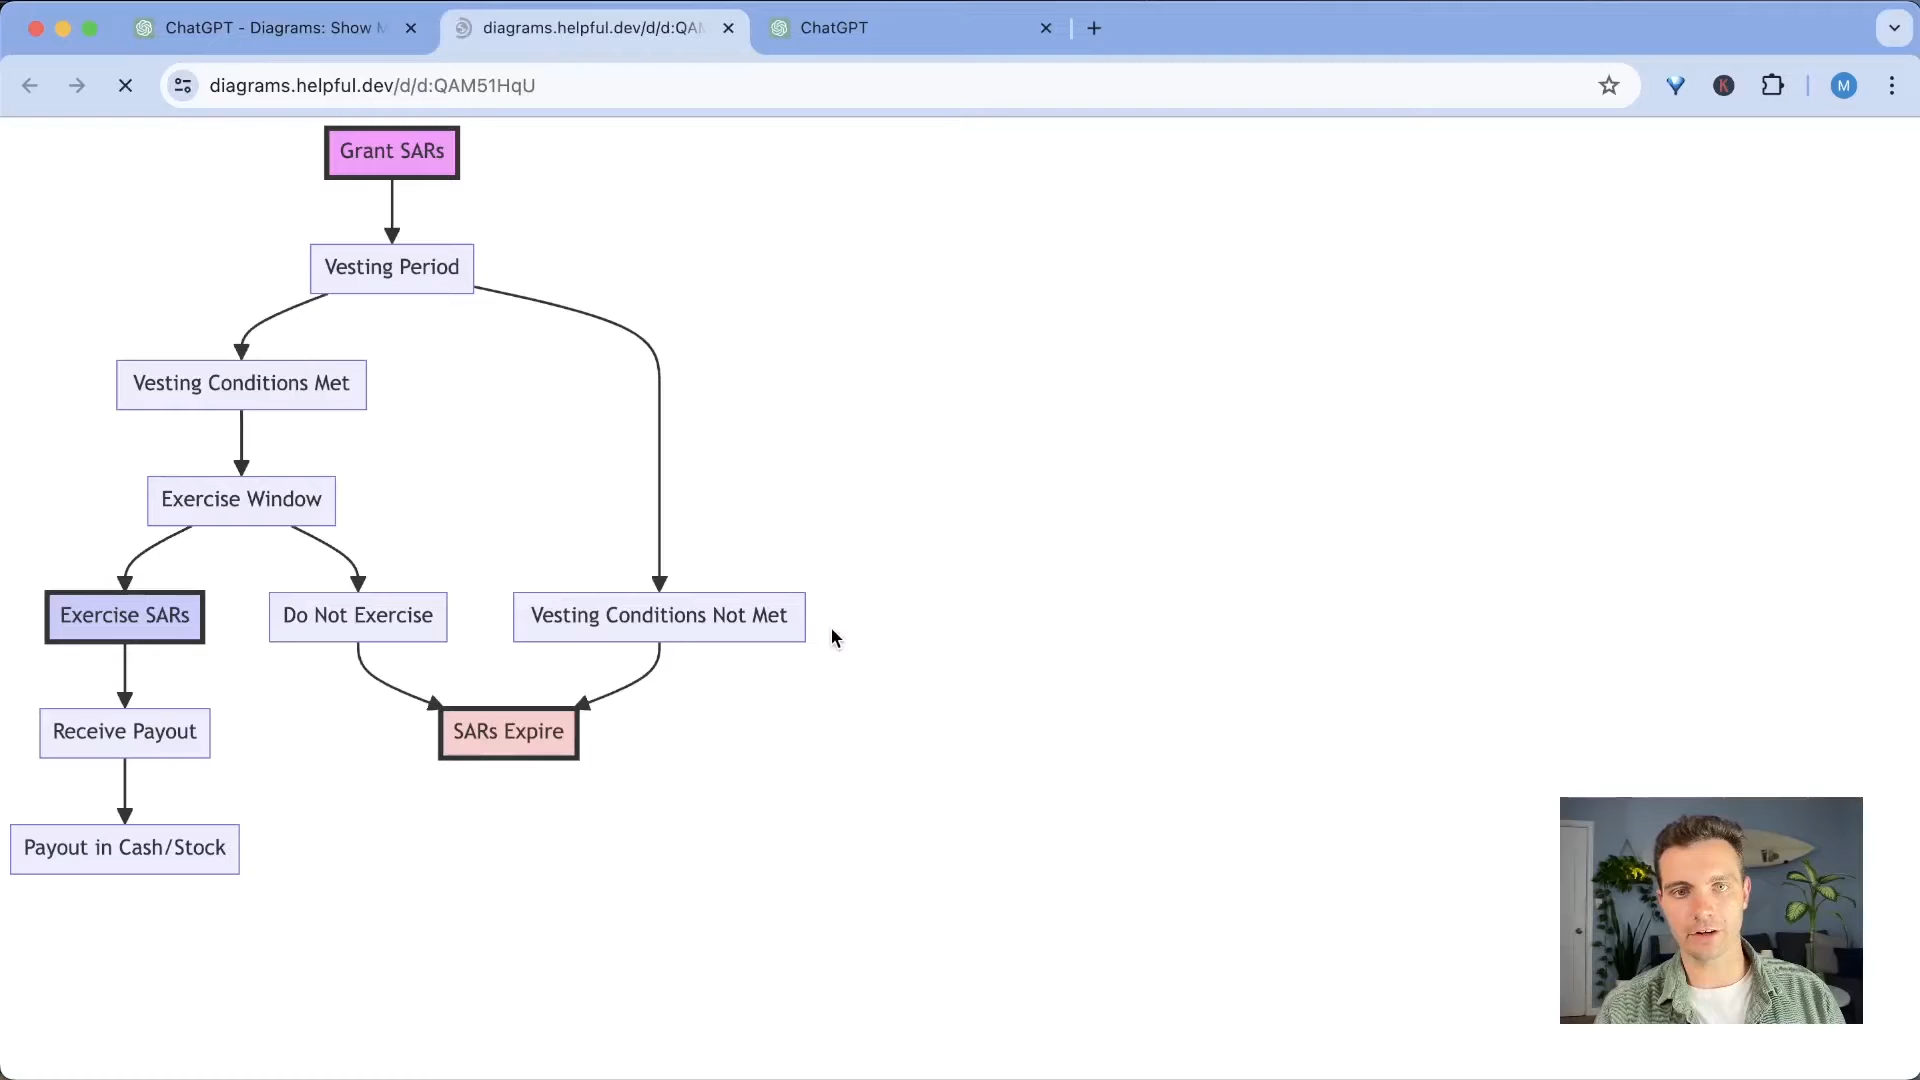 ChatGPT - Diagrams: Show M
diagrams.helpful.dev/d/d:QAM
ChatGPT
diagrams.helpful.dev/d/d:QAM51HqU
K
M
Grant SARs
Vesting Period
Vesting Conditions Met
Exercise Window
Exercise SARs
Do Not Exercise
Vesting Conditions Not Met
Receive Payout
SARs Expire
Payout in Cash/Stock